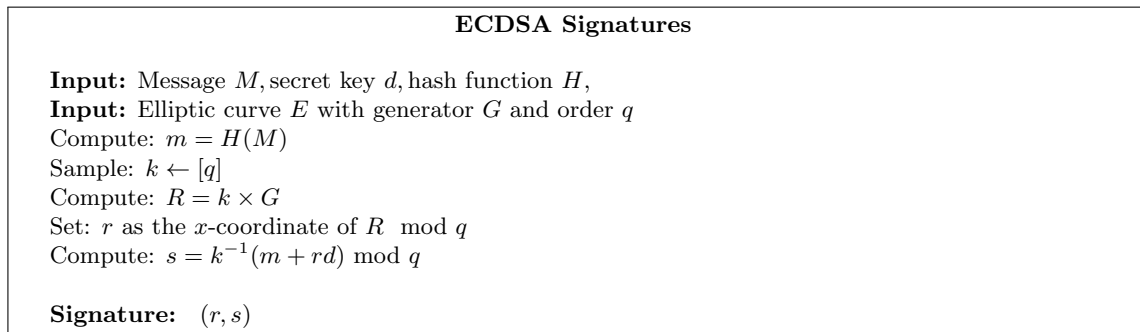 ECDSA Signatures
Input: Message M, secret key d, hash function H,
Input: Elliptic curve E with generator G and order q
Compute: m = H(M)
Sample: k ← [q]
Compute: R = k × G
Set: r as the x-coordinate of R mod q
Compute: s = k⁻¹(m + rd) mod q
Signature: (r, s)